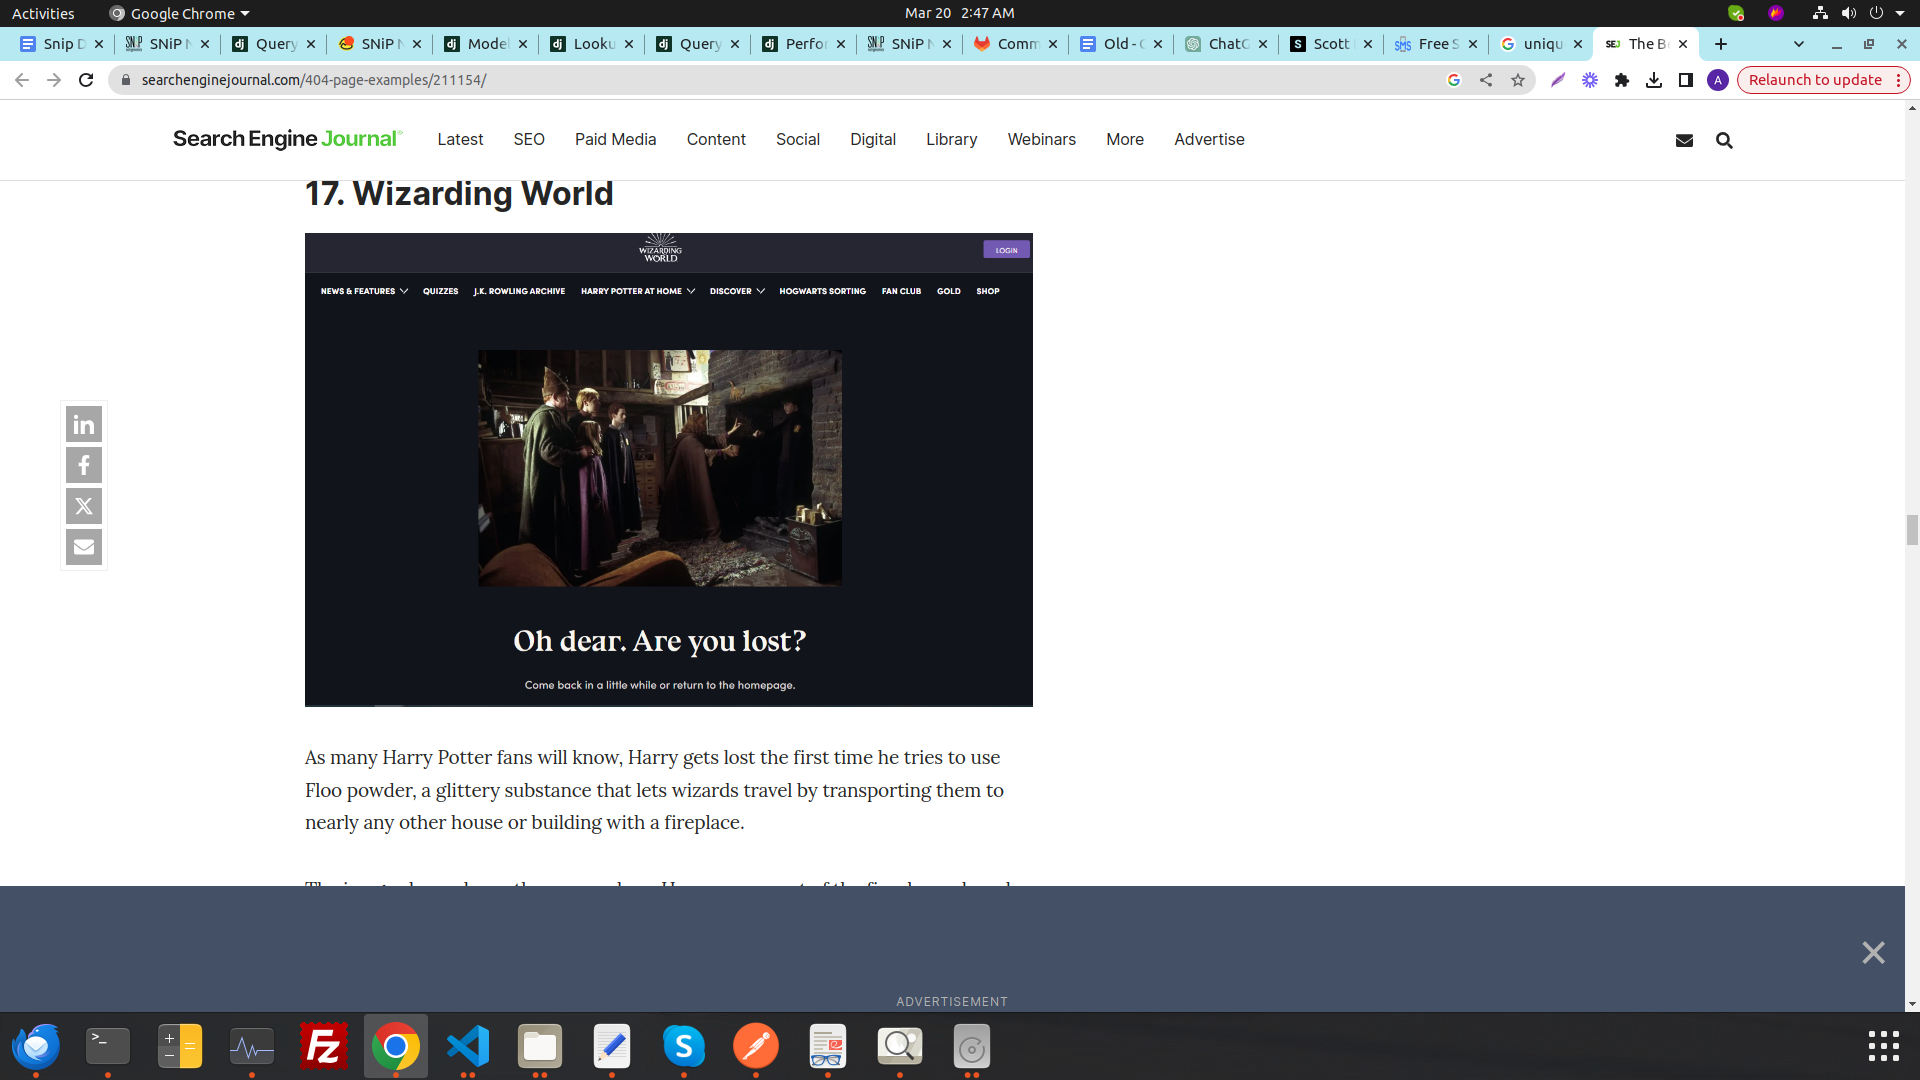 Activities
Google Chrome
Mar 20 2:47 AM
Snip D
SNiP N
Query
SNiP N
Model
Looku
Query
Perfor
SNiP N
Comm
Old - C
ChatG
Scott
Free S
uniqu
The Be
searchenginejournal.com/404-page-examples/211154/
A
Relaunch to update
Search Engine Journal
Latest
SEO
Paid Media
Content
Social
Digital
Library
Webinars
More
Advertise
17. Wizarding World
WIZARDING
WORLD
LOGIN
NEWS & FEATURES
QUIZZES
J.K. ROWLING ARCHIVE
HARRY POTTER AT HOME
DISCOVER
HOGWARTS SORTING
FAN CLUB
GOLD
SHOP
Oh dear. Are you lost?
Come back in a little while or return to the homepage.
As many Harry Potter fans will know, Harry gets lost the first time he tries to use
Floo powder, a glittery substance that lets wizards travel by transporting them to
nearly any other house or building with a fireplace.
ADVERTISEMENT